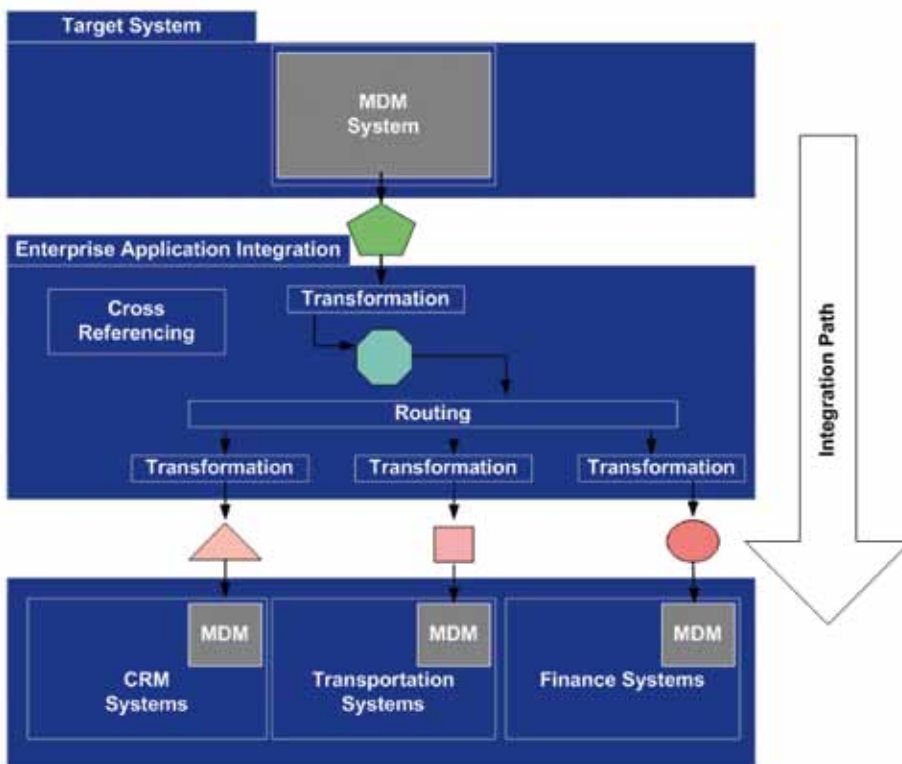 Target System
MDM
System
Enterprise Application Integration
Cross
Referencing
Transformation
Routing
Transformation
Transformation
Transformation
Integration Path
MDM
CRM
Systems
MDM
Transportation
Systems
MDM
Finance Systems